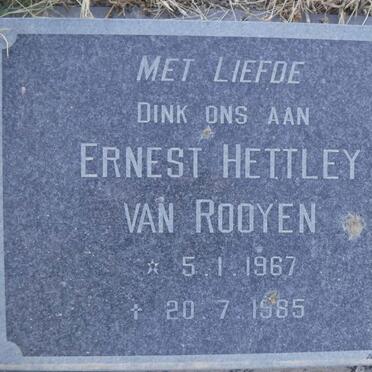 MET LIEFDE
DINK ONS AAN
ERNEST HETTLEY
VAN ROOYEN
☆ 5.1.1967
✝ 20.7.1985